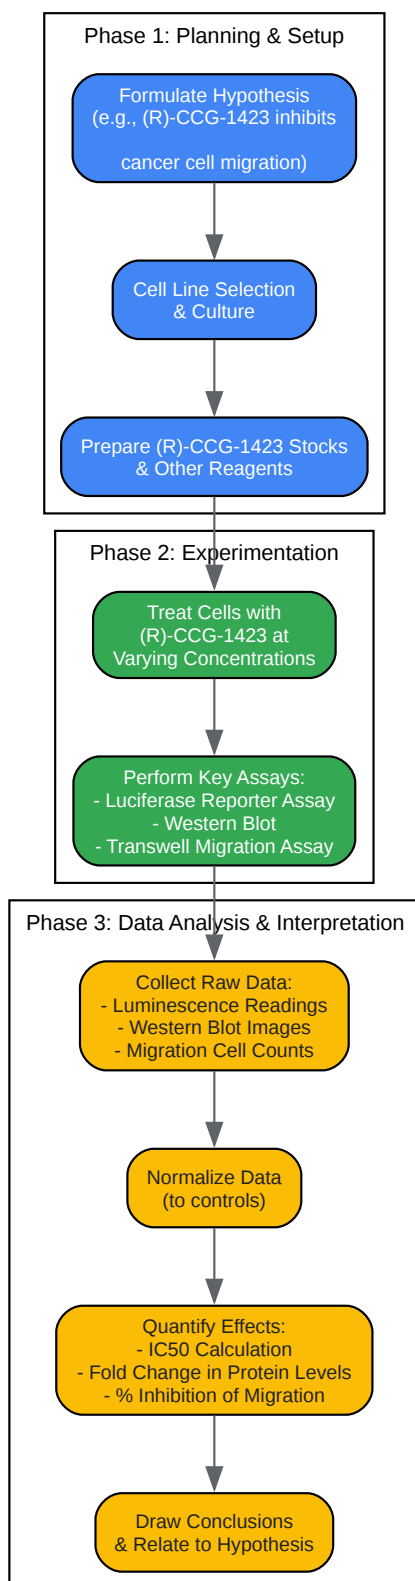 Phase 1: Planning & Setup
Formulate Hypothesis
(e.g., (R)-CCG-1423 inhibits
cancer cell migration)
Cell Line Selection
& Culture
Prepare (R)-CCG-1423 Stocks
& Other Reagents
Phase 2: Experimentation
Treat Cells with
(R)-CCG-1423 at
Varying Concentrations
Perform Key Assays:
- Luciferase Reporter Assay
- Western Blot
- Transwell Migration Assay
Phase 3: Data Analysis & Interpretation
Collect Raw Data:
- Luminescence Readings
- Western Blot Images
- Migration Cell Counts
Normalize Data
(to controls)
Quantify Effects:
- IC50 Calculation
- Fold Change in Protein Levels
- % Inhibition of Migration
Draw Conclusions
& Relate to Hypothesis